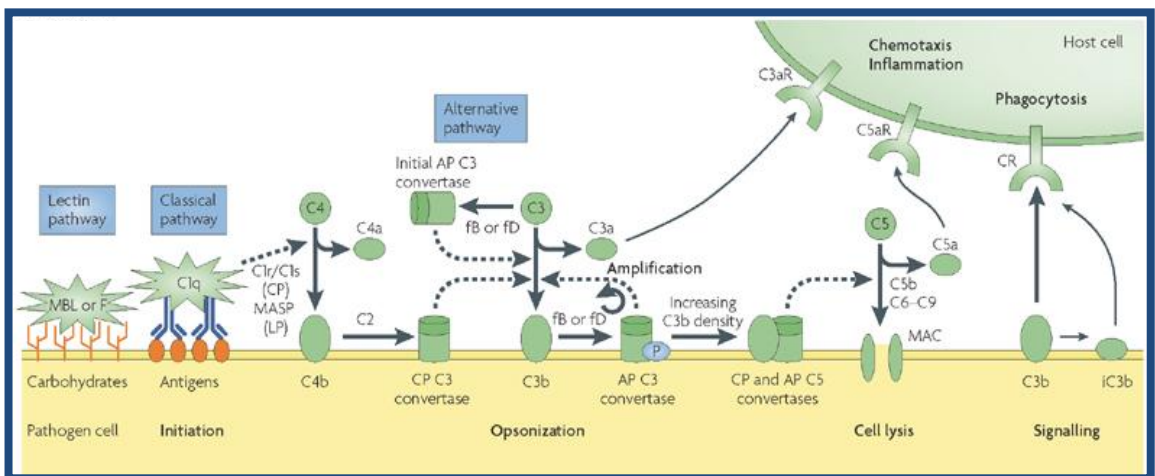 Chemotaxis
Inflammation
Host cell
C3aR
Phagocytosis
Alternative
pathway
C5aR
CR
Initial AP C3
convertase
Lectin
pathway
Classical
pathway
C4
C3
C5
fB or fD
C4a
C3a
C5a
C1q
C1r/C1s
(CP)
MASP
(LP)
Amplification
C5b
C6–C9
MBL or F
C2
fB or fD
Increasing
C3b density
P
MAC
Carbohydrates
Antigens
C4b
CP C3
convertase
C3b
AP C3
convertase
CP and AP C5
convertases
C3b
iC3b
Pathogen cell
Initiation
Opsonization
Cell lysis
Signalling